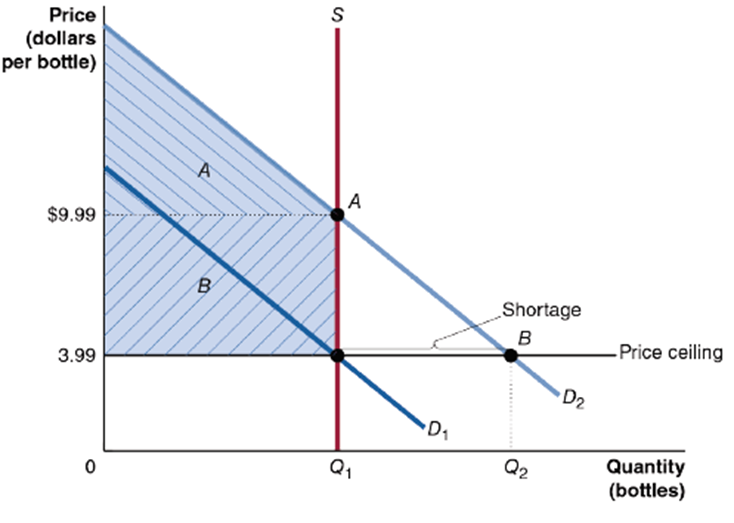 Price
(dollars
per bottle)
S
A
$9.99
A
B
Shortage
B
3.99
Price ceiling
D₂
D₁
0
Q₁
Q₂
Quantity
(bottles)